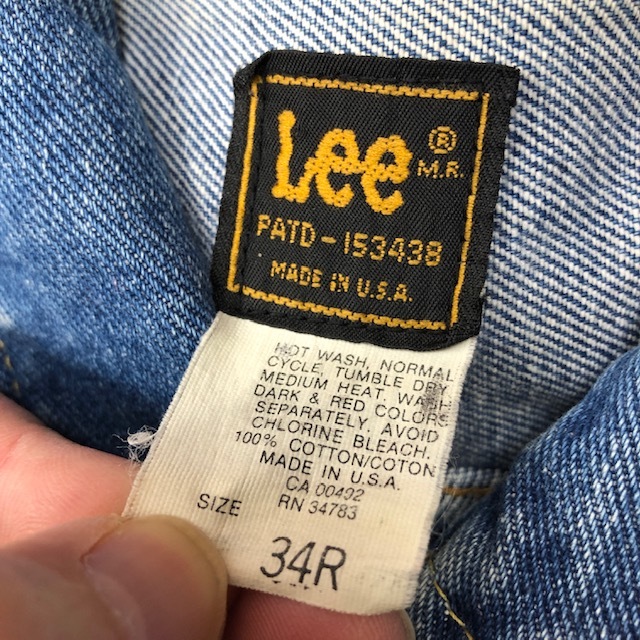 Lee ®
M.R.
PATD-153438
MADE IN U.S.A.
HOT WASH, NORMAL
CYCLE, TUMBLE DRY
MEDIUM HEAT. WASH
DARK & RED COLORS
SEPARATELY. AVOID
CHLORINE BLEACH.
100% COTTON/COTON
MADE IN U.S.A.
CA 00492
RN 34783
SIZE
34R